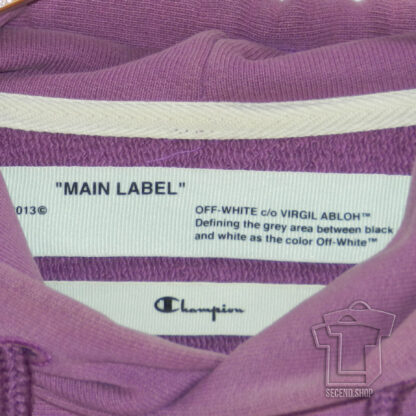 "MAIN LABEL"
013©
OFF-WHITE c/o VIRGIL ABLOH™
Defining the grey area between black
and white as the color Off-White™
Champion
SECEND.SHOP